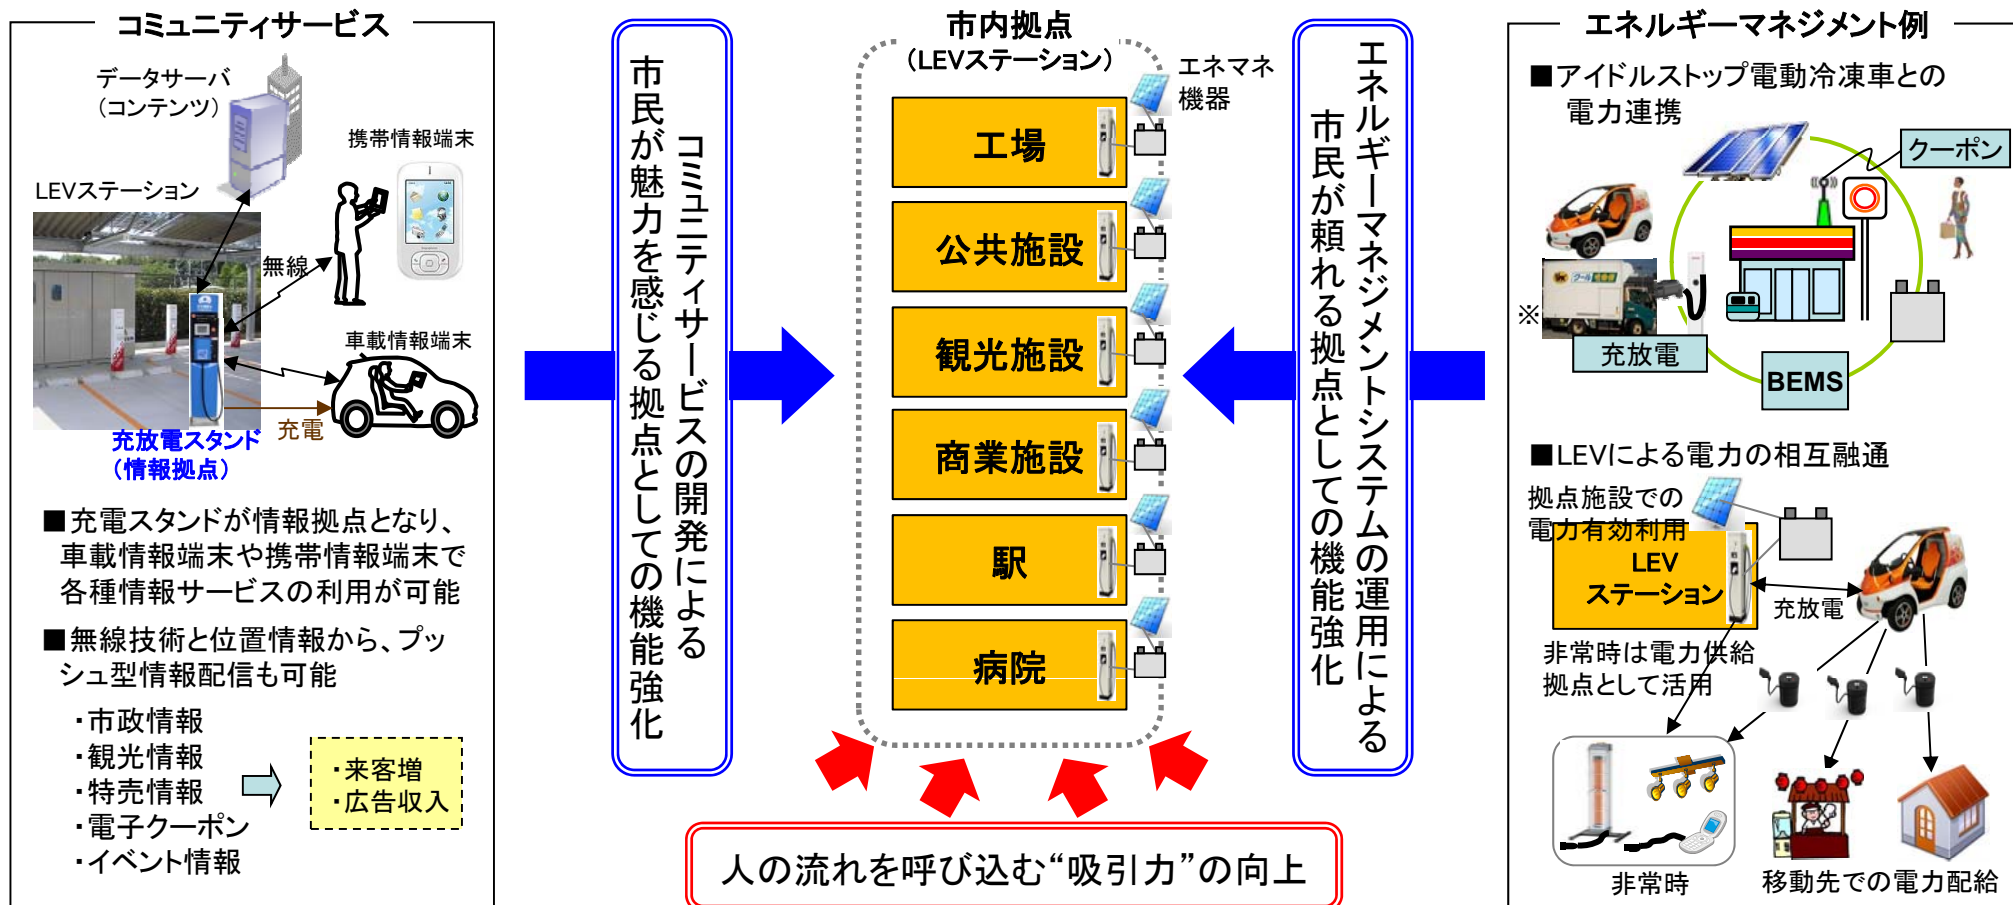 コミュニティサービス
データサーバ
（コンテンツ）
携帯情報端末
LEVステーション
無線
車載情報端末
充電
充放電スタンド
（情報拠点）
■充電スタンドが情報拠点となり、
車載情報端末や携帯情報端末で
各種情報サービスの利用が可能
■無線技術と位置情報から、プッ
シュ型情報配信も可能
・市政情報
・観光情報
・特売情報
・電子クーポン
・イベント情報
・来客増
・広告収入
コミュニティサービスの開発による
市民が魅力を感じる拠点としての機能強化
市内拠点
（LEVステーション）
エネマネ
機器
工場
公共施設
観光施設
商業施設
駅
病院
エネルギーマネジメントシステムの運用による
市民が頼れる拠点としての機能強化
人の流れを呼び込む“吸引力”の向上
エネルギーマネジメント例
■アイドルストップ電動冷凍車との
電力連携
クーポン
※
充放電
BEMS
■LEVによる電力の相互融通
拠点施設での
電力有効利用
LEV
ステーション
充放電
非常時は電力供給
拠点として活用
非常時
移動先での電力配給